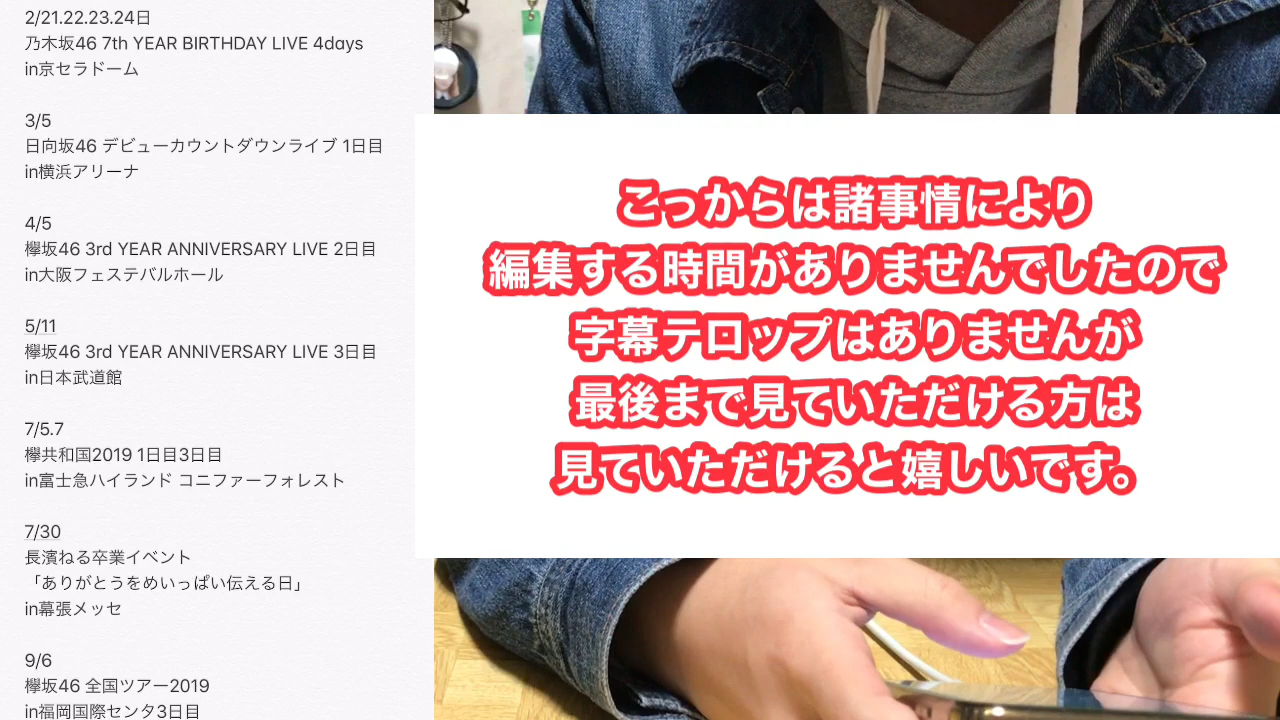 2/21.22.23.24日
乃木坂46 7th YEAR BIRTHDAY LIVE 4days
in京セラドーム
3/5
日向坂46 デビューカウントダウンライブ 1日目
in横浜アリーナ
4/5
欅坂46 3rd YEAR ANNIVERSARY LIVE 2日目
in大阪フェステバルホール
5/11
欅坂46 3rd YEAR ANNIVERSARY LIVE 3日目
in日本武道館
7/5.7
欅共和国2019 1日目3日目
in富士急ハイランド コニファーフォレスト
7/30
長濱ねる卒業イベント
「ありがとうをめいっぱい伝える日」
in幕張メッセ
9/6
欅坂46 全国ツアー2019
in福岡国際センタ3日目
こっからは諸事情により
編集する時間がありませんでしたので
字幕テロップはありませんが
最後まで見ていただける方は
見ていただけると嬉しいです。